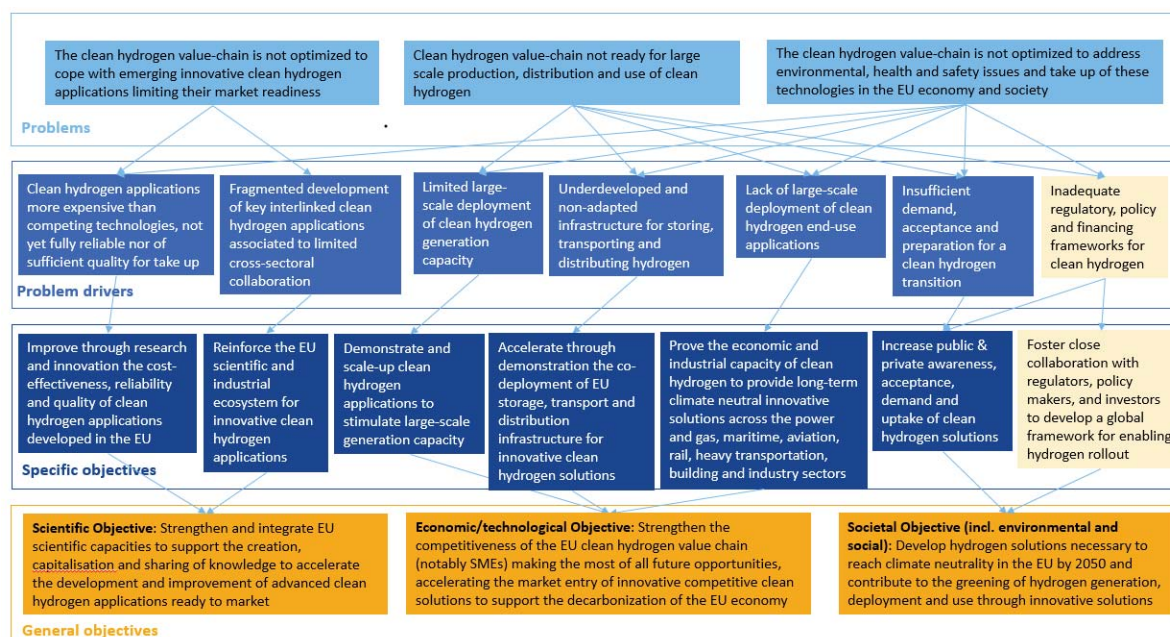 The clean hydrogen value-chain is not optimized to
cope with emerging innovative clean hydrogen
applications limiting their market readiness
Clean hydrogen value-chain not ready for large
scale production, distribution and use of clean
hydrogen
The clean hydrogen value-chain is not optimized to address
environmental, health and safety issues and take up of these
technologies in the EU economy and society
Problems
Clean hydrogen applications
more expensive than
competing technologies, not
yet fully reliable nor of
sufficient quality for take up
Fragmented development
of key interlinked clean
hydrogen applications
associated to limited
cross-sectoral
collaboration
Limited large-
scale deployment
of clean hydrogen
generation
capacity
Underdeveloped and
non-adapted
infrastructure for storing,
transporting and
distributing hydrogen
Lack of large-scale
deployment of clean
hydrogen end-use
applications
Insufficient
demand,
acceptance and
preparation for a
clean hydrogen
transition
Inadequate
regulatory, policy
and financing
frameworks for
clean hydrogen
Problem drivers
Improve through research
and innovation the cost-
effectiveness, reliability
and quality of clean
hydrogen applications
developed in the EU
Reinforce the EU
scientific and
industrial
ecosystem for
innovative clean
hydrogen
applications
Demonstrate and
scale-up clean
hydrogen
applications to
stimulate large-scale
generation capacity
Accelerate through
demonstration the co-
deployment of EU
storage, transport and
distribution
infrastructure for
innovative clean
hydrogen solutions
Prove the economic and
industrial capacity of clean
hydrogen to provide long-term
climate neutral innovative
solutions across the power
and gas, maritime, aviation,
rail, heavy transportation,
building and industry sectors
Increase public &
private awareness,
acceptance,
demand and
uptake of clean
hydrogen solutions
Foster close
collaboration with
regulators, policy
makers, and investors
to develop a global
framework for enabling
hydrogen rollout
Specific objectives
Scientific Objective: Strengthen and integrate EU
scientific capacities to support the creation,
capitalisation and sharing of knowledge to accelerate
the development and improvement of advanced clean
hydrogen applications ready to market
Economic/technological Objective: Strengthen the
competitiveness of the EU clean hydrogen value chain
(notably SMEs) making the most of all future opportunities,
accelerating the market entry of innovative competitive clean
solutions to support the decarbonization of the EU economy
Societal Objective (incl. environmental and
social): Develop hydrogen solutions necessary to
reach climate neutrality in the EU by 2050 and
contribute to the greening of hydrogen generation,
deployment and use through innovative solutions
General objectives